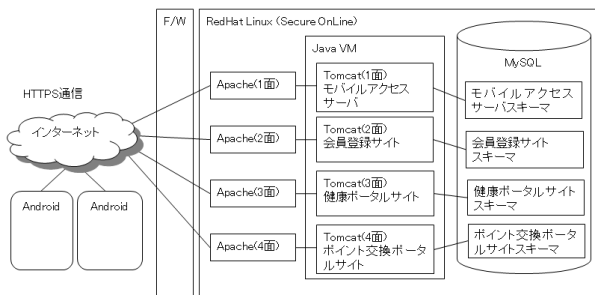 F/W
RedHat Linux (Secure OnLine)
Java VM
MySQL
HTTPS通信
インターネット
Android
Android
Apache(1面)
Tomcat(1面)
モバイルアクセス
サーバ
モバイルアクセス
サーバスキーマ
Apache(2面)
Tomcat(2面)
会員登録サイト
会員登録サイト
スキーマ
Apache(3面)
Tomcat(3面)
健康ポータルサイト
健康ポータルサイト
スキーマ
Apache(4面)
Tomcat(4面)
ポイント交換ポータ
ルサイト
ポイント交換ポータ
ルサイトスキーマ